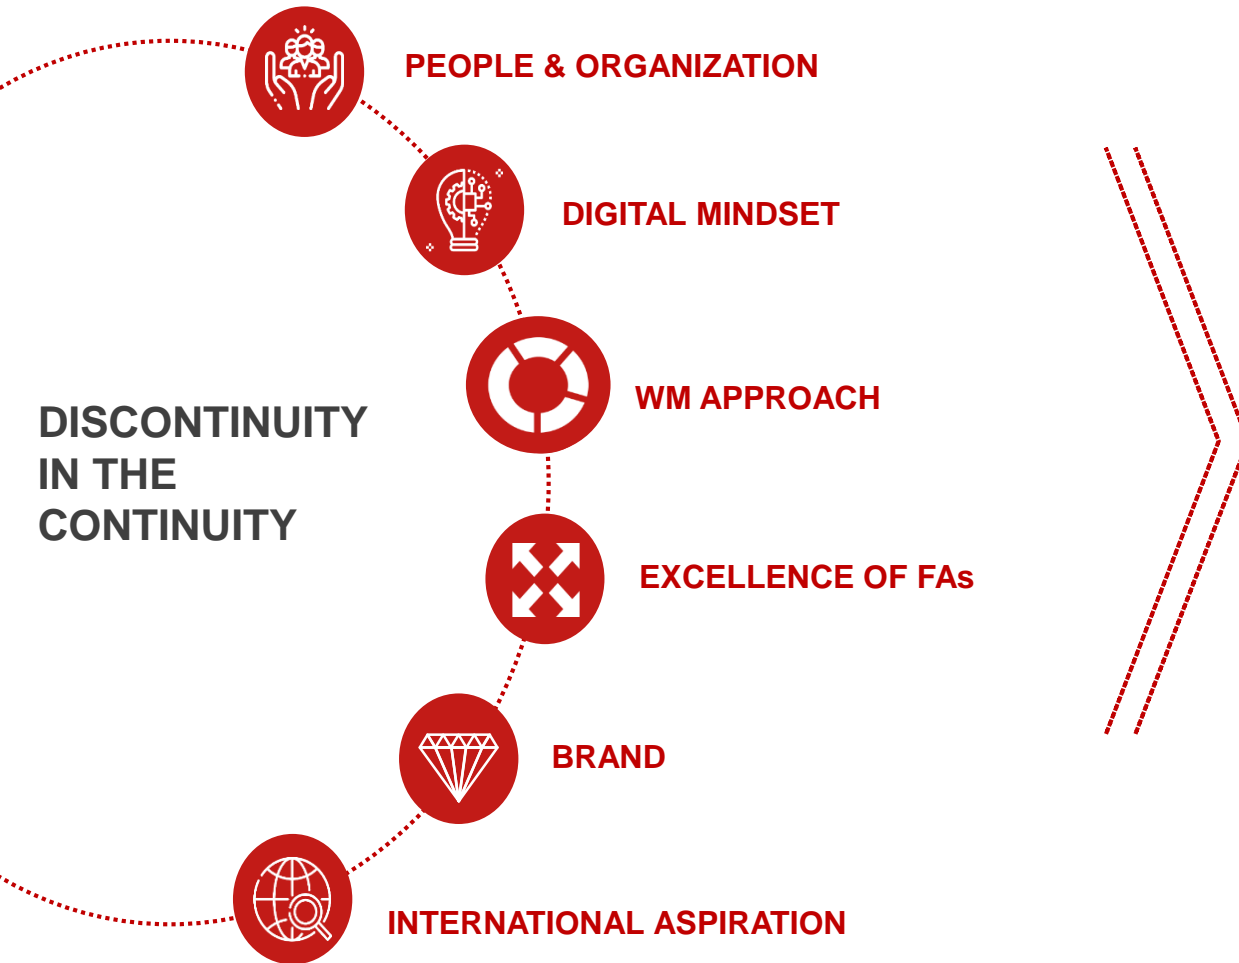 PEOPLE & ORGANIZATION
DIGITAL MINDSET
WM APPROACH
DISCONTINUITY
IN THE
CONTINUITY
EXCELLENCE OF FAs
BRAND
INTERNATIONAL ASPIRATION